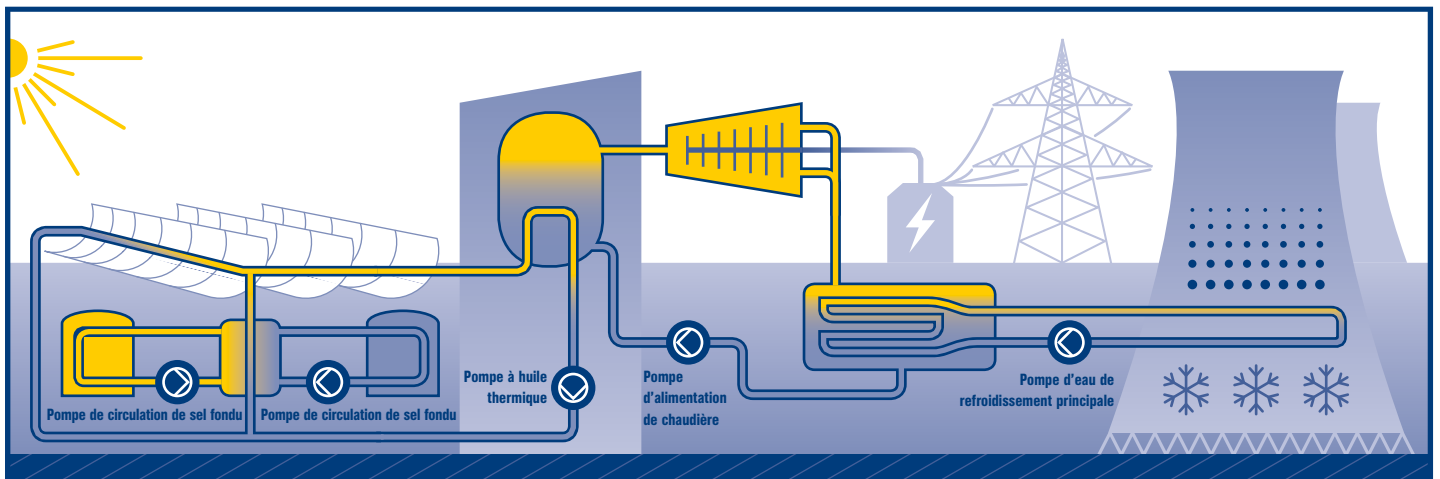 Pompe de circulation de sel fondu
Pompe de circulation de sel fondu
Pompe à huile
thermique
Pompe
d'alimentation
de chaudière
Pompe d'eau de
refroidissement principale